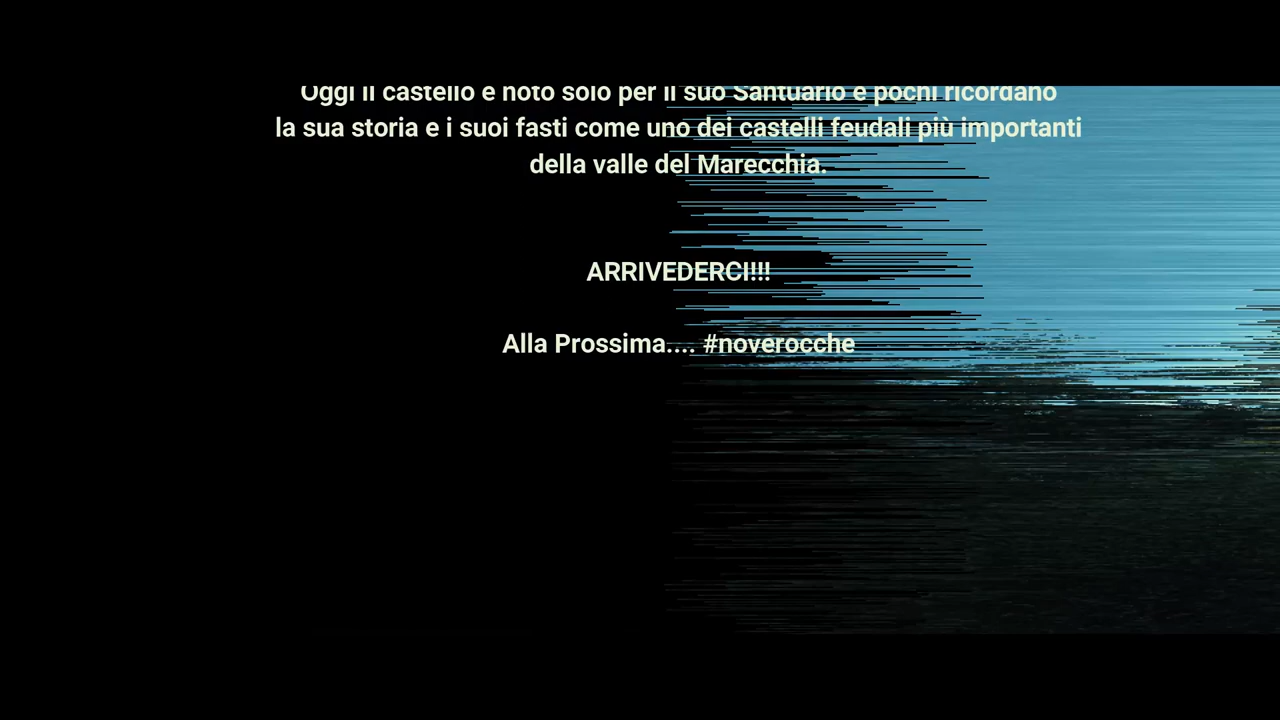 Oggi il castello è noto solo per il suo Santuario e pochi ricordano
la sua storia e i suoi fasti come uno dei castelli feudali più importanti
della valle del Marecchia.
ARRIVEDERCI!!!
Alla Prossima.... #noverocche